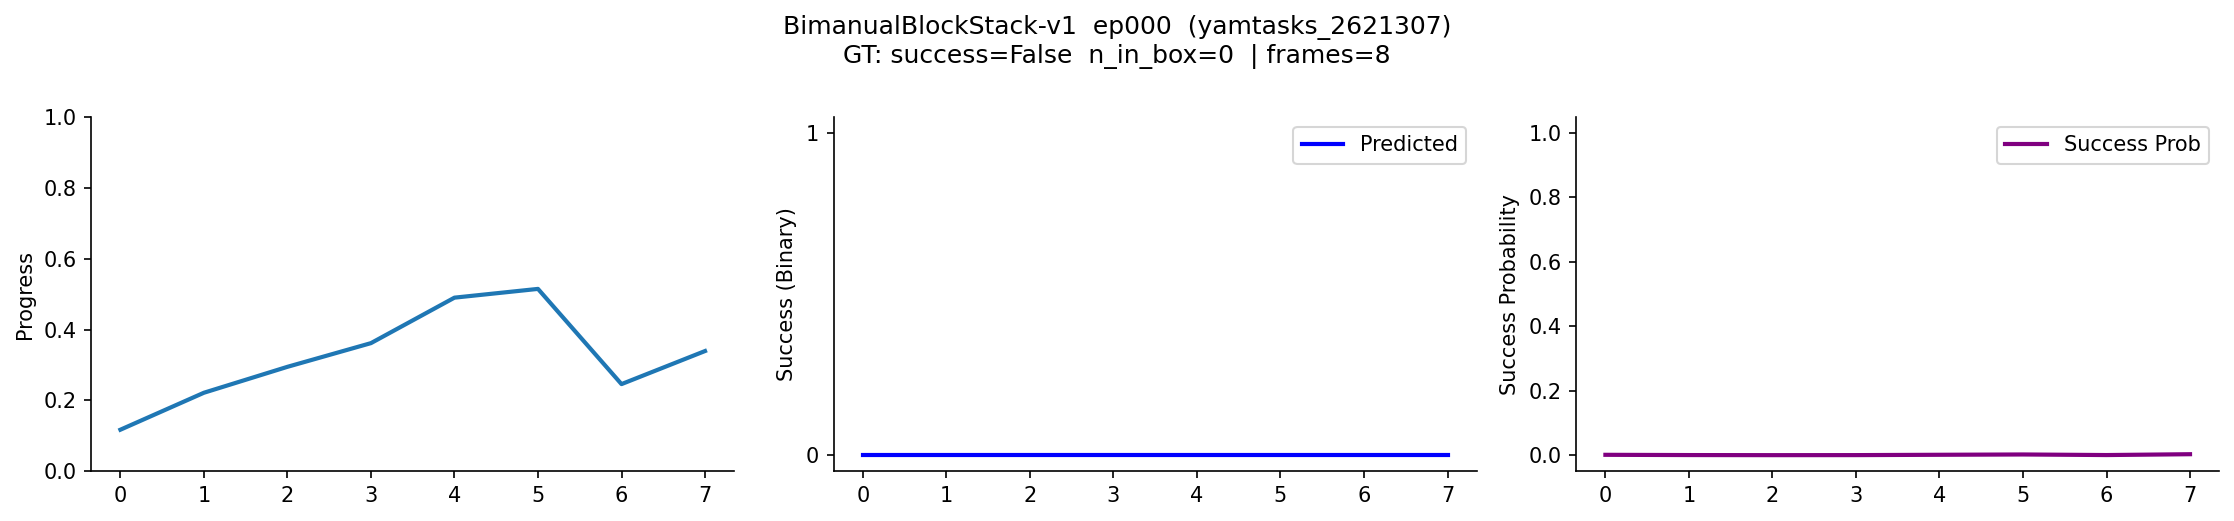 BimanualBlockStack-v1 ep000 (yamtasks_2621307)
GT: success=False n_in_box=0 | frames=8
Progress
1.0
0.8
0.6
0.4
0.2
0.0
0 1 2 3 4 5 6 7
Success (Binary)
1
0
Predicted
0 1 2 3 4 5 6 7
Success Probability
1.0
0.8
0.6
0.4
0.2
0.0
Success Prob
0 1 2 3 4 5 6 7